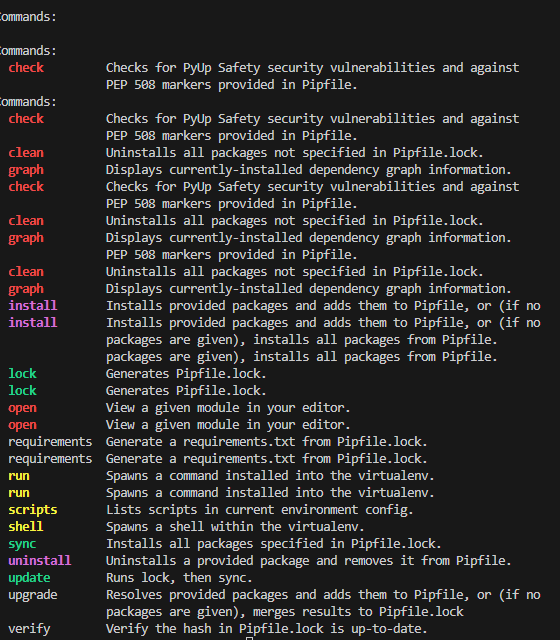 Commands:
Commands:
check Checks for PyUp Safety security vulnerabilities and against
PEP 508 markers provided in Pipfile.
Commands:
check Checks for PyUp Safety security vulnerabilities and against
PEP 508 markers provided in Pipfile.
clean Uninstalls all packages not specified in Pipfile.lock.
graph Displays currently-installed dependency graph information.
check Checks for PyUp Safety security vulnerabilities and against
PEP 508 markers provided in Pipfile.
clean Uninstalls all packages not specified in Pipfile.lock.
graph Displays currently-installed dependency graph information.
PEP 508 markers provided in Pipfile.
clean Uninstalls all packages not specified in Pipfile.lock.
graph Displays currently-installed dependency graph information.
install Installs provided packages and adds them to Pipfile, or (if no
install Installs provided packages and adds them to Pipfile, or (if no
packages are given), installs all packages from Pipfile.
packages are given), installs all packages from Pipfile.
lock Generates Pipfile.lock.
lock Generates Pipfile.lock.
open View a given module in your editor.
open View a given module in your editor.
requirements Generate a requirements.txt from Pipfile.lock.
requirements Generate a requirements.txt from Pipfile.lock.
run Spawns a command installed into the virtualenv.
run Spawns a command installed into the virtualenv.
scripts Lists scripts in current environment config.
shell Spawns a shell within the virtualenv.
sync Installs all packages specified in Pipfile.lock.
uninstall Uninstalls a provided package and removes it from Pipfile.
update Runs lock, then sync.
upgrade Resolves provided packages and adds them to Pipfile, or (if no
packages are given), merges results to Pipfile.lock
verify Verify the hash in Pipfile.lock is up-to-date.